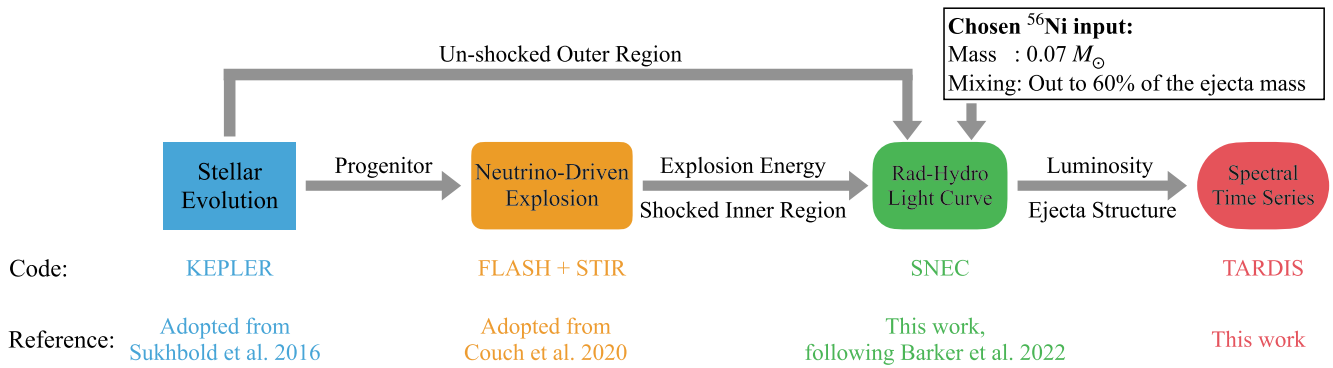 Chosen ⁵⁶Ni input:
Mass : 0.07 M☉
Mixing: Out to 60% of the ejecta mass
Un-shocked Outer Region
Stellar
Evolution
Progenitor
Neutrino-Driven
Explosion
Explosion Energy
Shocked Inner Region
Rad-Hydro
Light Curve
Luminosity
Ejecta Structure
Spectral
Time Series
Code:
KEPLER
FLASH + STIR
SNEC
TARDIS
Reference:
Adopted from
Sukhbold et al. 2016
Adopted from
Couch et al. 2020
This work,
following Barker et al. 2022
This work